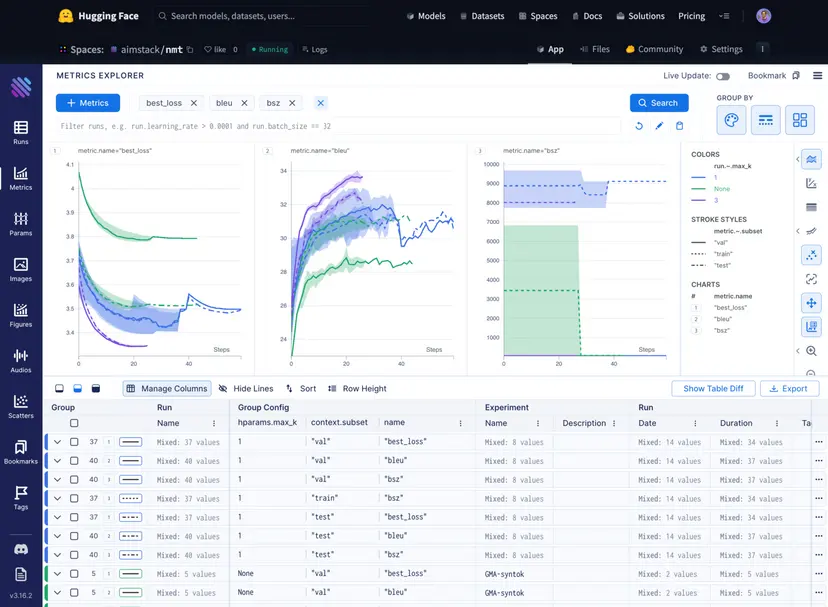 Hugging Face
Search models, datasets, users...
Models
Datasets
Spaces
Docs
Solutions
Pricing
Spaces: aimstack/nmt
like 0
Running
Logs
App
Files
Community
Settings
METRICS EXPLORER
Live Update:
Bookmark
+ Metrics
best_loss
bleu
bsz
Search
GROUP BY
Filter runs, e.g. run.learning_rate > 0.0001 and run.batch_size == 32
Runs
Metrics
Params
Images
Figures
Audios
Scatters
Bookmarks
Tags
v3.16.2
1 metric.name="best_loss"
4.1
4
3.9
3.8
3.7
3.6
3.5
3.4
0 20 40
Steps
2 metric.name="bleu"
34
32
30
28
26
24
0 20 40
Steps
3 metric.name="bsz"
10000
9000
8000
7000
6000
5000
4000
3000
2000
1000
0 20 40
Steps
COLORS
run.~.max_k
1
None
3
STROKE STYLES
metric.~.subset
"val"
"train"
"test"
CHARTS
# metric.name
1 "best_loss"
2 "bleu"
3 "bsz"
Manage Columns
Hide Lines
Sort
Row Height
Show Table Diff
Export
Group Run Group Config Experiment Run
Name hparams.max_k context.subset name Name Description Date Duration Ta
37 1 Mixed: 37 values 1 "val" "best_loss" Mixed: 8 values Mixed: 14 values Mixed: 34 values
40 2 Mixed: 40 values 1 "val" "bleu" Mixed: 8 values Mixed: 14 values Mixed: 37 values
40 3 Mixed: 40 values 1 "val" "bsz" Mixed: 8 values Mixed: 14 values Mixed: 37 values
37 3 Mixed: 37 values 1 "train" "bsz" Mixed: 8 values Mixed: 14 values Mixed: 34 values
37 1 Mixed: 37 values 1 "test" "best_loss" Mixed: 8 values Mixed: 14 values Mixed: 34 values
40 2 Mixed: 40 values 1 "test" "bleu" Mixed: 8 values Mixed: 14 values Mixed: 37 values
40 3 Mixed: 40 values 1 "test" "bsz" Mixed: 8 values Mixed: 14 values Mixed: 37 values
5 1 Mixed: 5 values None "val" "best_loss" GMA-syntok Mixed: 2 values Mixed: 5 values
5 2 Mixed: 5 values None "val" "bleu" GMA-syntok Mixed: 2 values Mixed: 5 values